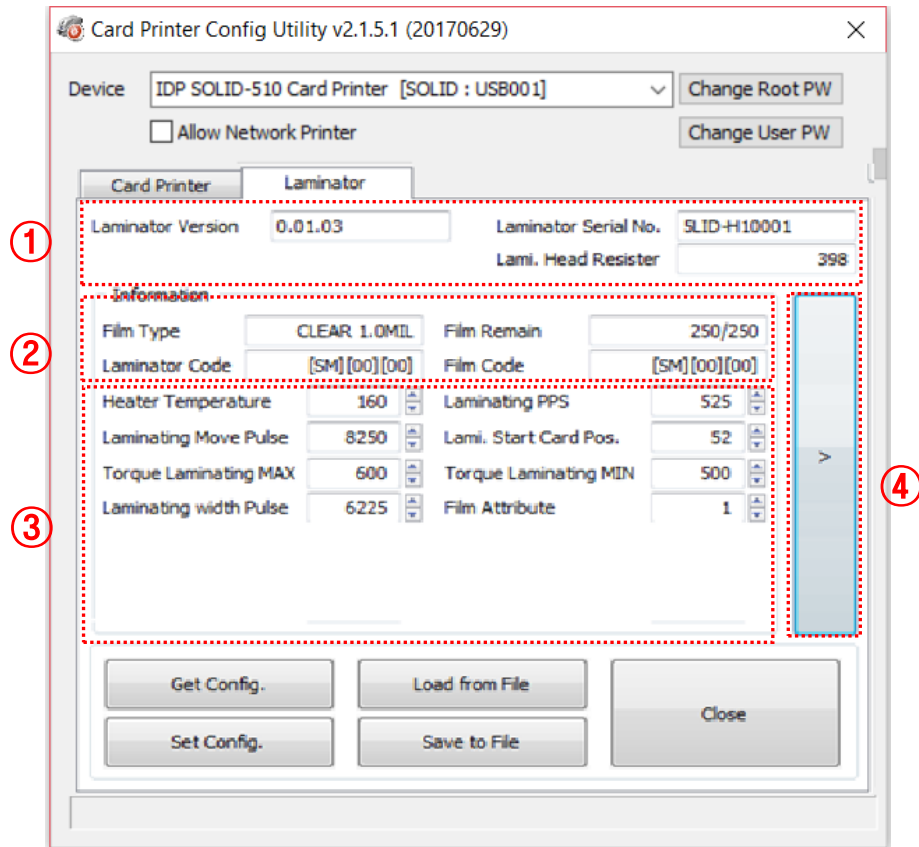 Card Printer Config Utility v2.1.5.1 (20170629)
Device IDP SOLID-510 Card Printer [SOLID : USB001] Change Root PW
Allow Network Printer Change User PW
Card Printer Laminator
① Laminator Version 0.01.03 Laminator Serial No. SLID-H10001
Lami. Head Resister 398
Information
② Film Type CLEAR 1.0MIL Film Remain 250/250
Laminator Code [SM][00][00] Film Code [SM][00][00]
③ Heater Temperature 160 Laminating PPS 525
Laminating Move Pulse 8250 Lami. Start Card Pos. 52
Torque Laminating MAX 600 Torque Laminating MIN 500
Laminating width Pulse 6225 Film Attribute 1
> ④
Get Config. Load from File Close
Set Config. Save to File